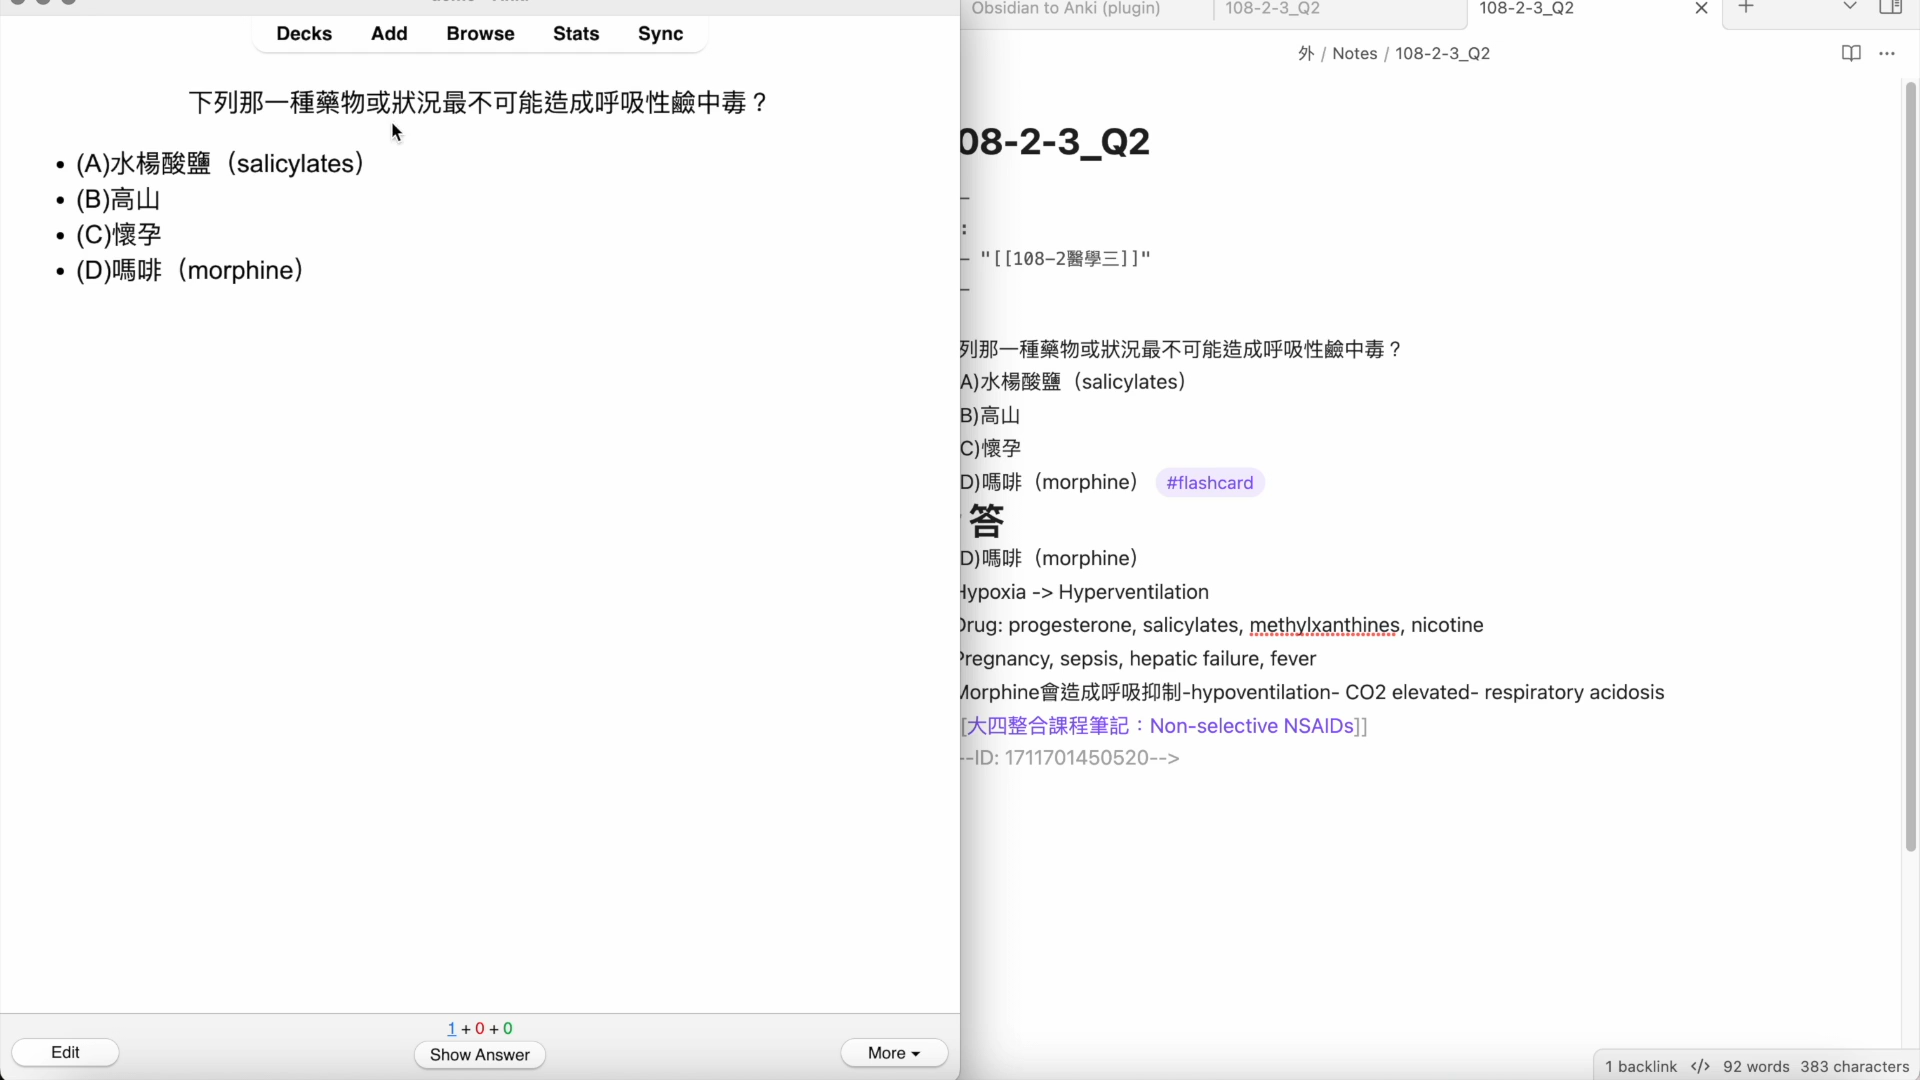 Decks Add Browse Stats Sync
下列那一種藥物或狀況最不可能造成呼吸性鹼中毒？
• (A)水楊酸鹽（salicylates）
• (B)高山
• (C)懷孕
• (D)嗎啡（morphine）
1 + 0 + 0
Edit
Show Answer
More
Obsidian to Anki (plugin)
108-2-3_Q2
108-2-3_Q2
外 / Notes / 108-2-3_Q2
08-2-3_Q2
:
- "[[108-2醫學三]]"
列那一種藥物或狀況最不可能造成呼吸性鹼中毒？
A)水楊酸鹽（salicylates）
B)高山
C)懷孕
D)嗎啡（morphine） #flashcard
答
D)嗎啡（morphine）
Hypoxia -> Hyperventilation
Drug: progesterone, salicylates, methylxanthines, nicotine
Pregnancy, sepsis, hepatic failure, fever
Morphine會造成呼吸抑制-hypoventilation- CO2 elevated- respiratory acidosis
[大四整合課程筆記：Non-selective NSAIDs]]
--ID: 1711701450520-->
1 backlink </> 92 words 383 characters